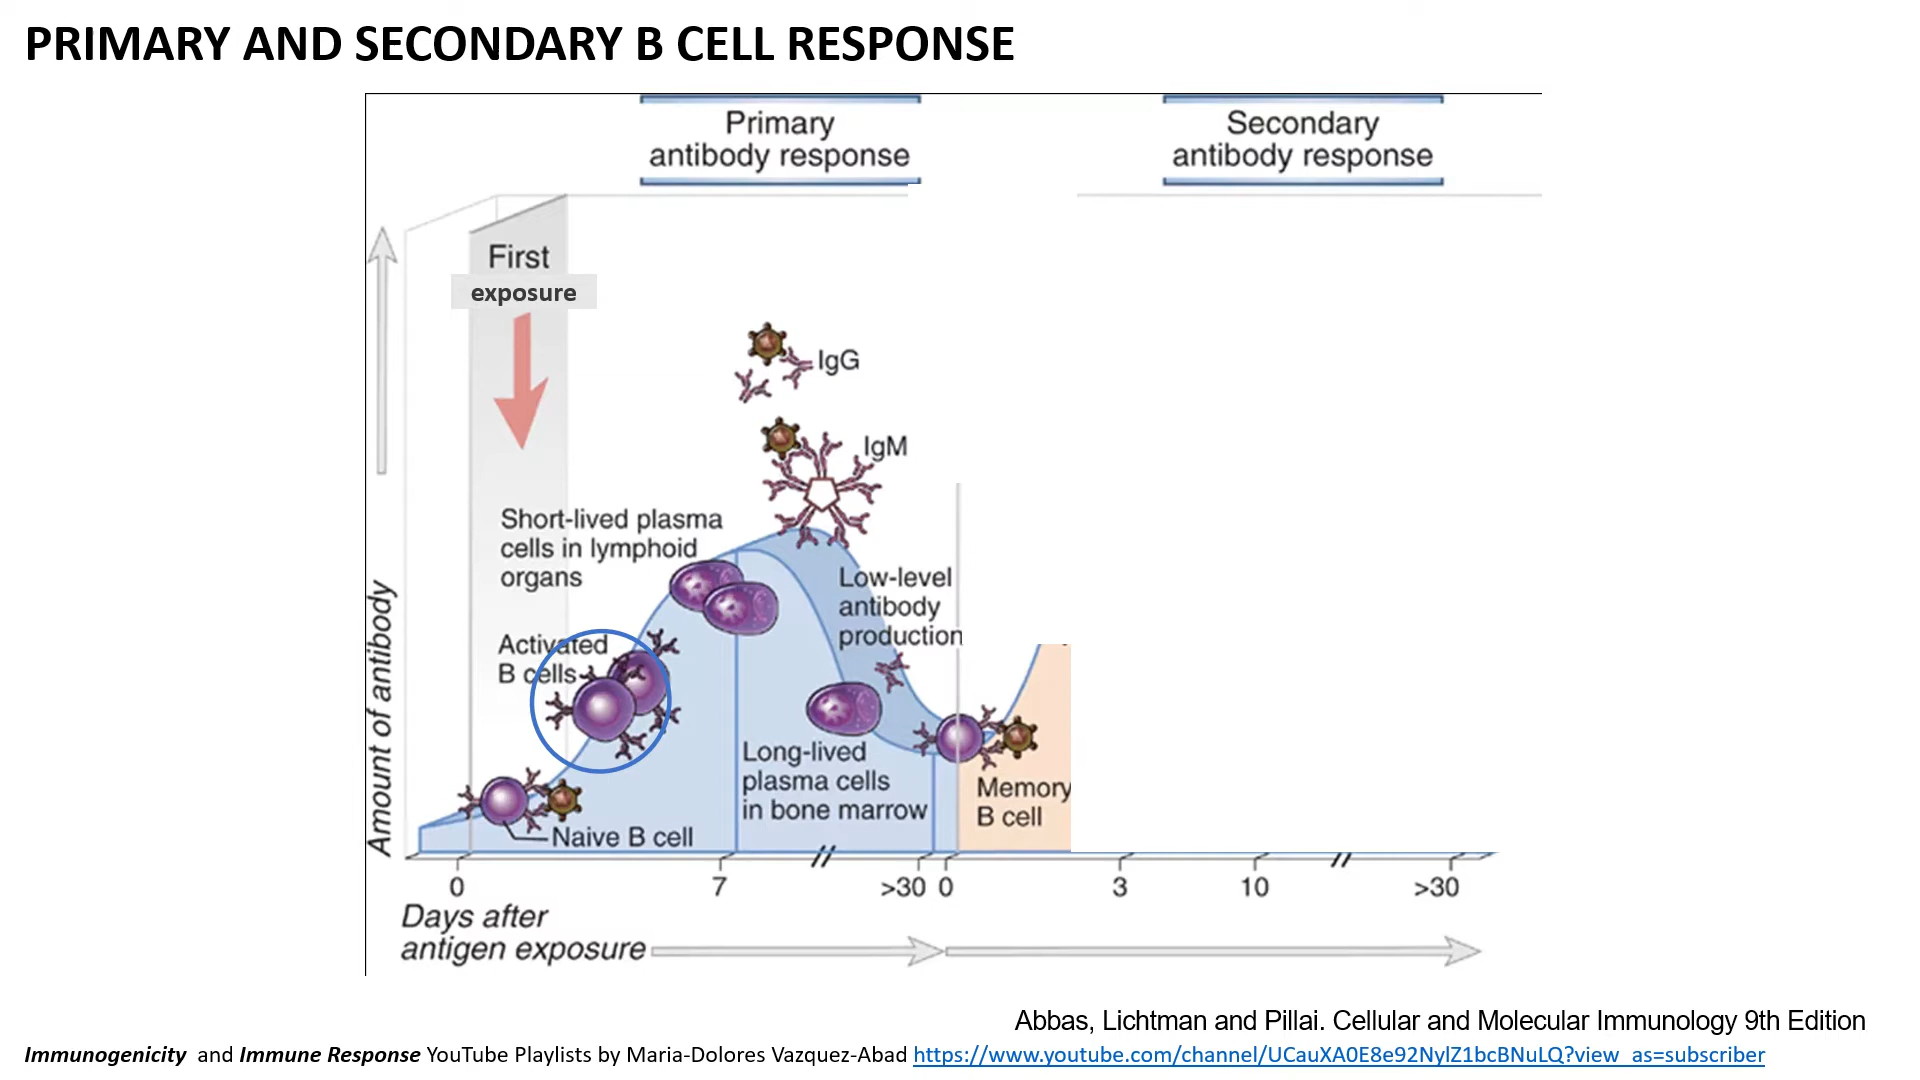 PRIMARY AND SECONDARY B CELL RESPONSE
Primary
antibody response
Secondary
antibody response
First
exposure
IgG
IgM
Short-lived plasma
cells in lymphoid
organs
Low-level
antibody
production
Activated
B cells
Amount of antibody
Long-lived
plasma cells
in bone marrow
Memory
B cell
Naive B cell
0 7 >30 0 3 10 >30
Days after
antigen exposure
Abbas, Lichtman and Pillai. Cellular and Molecular Immunology 9th Edition
Immunogenicity and Immune Response YouTube Playlists by Maria-Dolores Vazquez-Abad https://www.youtube.com/channel/UCauXA0E8e92NylZ1bcBNuLQ?view_as=subscriber